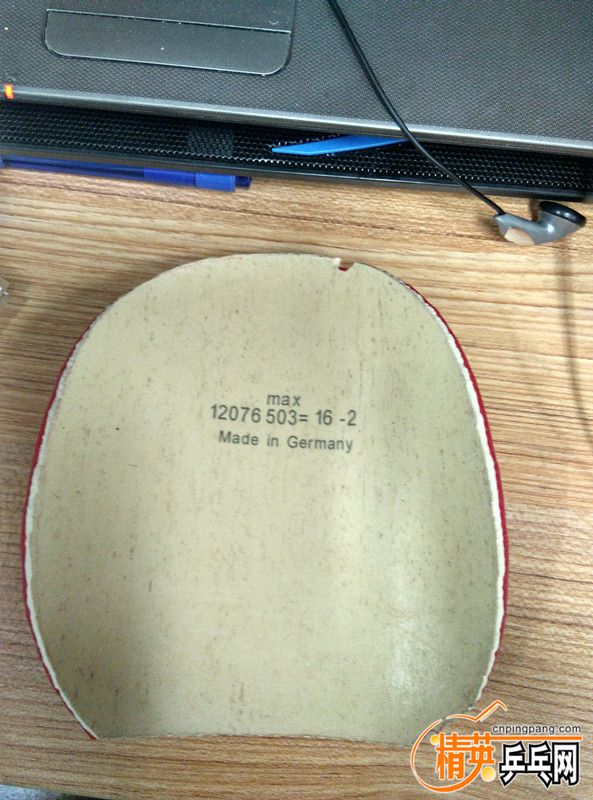 max
12076 503= 16 -2
Made in Germany
cnpingpang.com
精英乒乓网